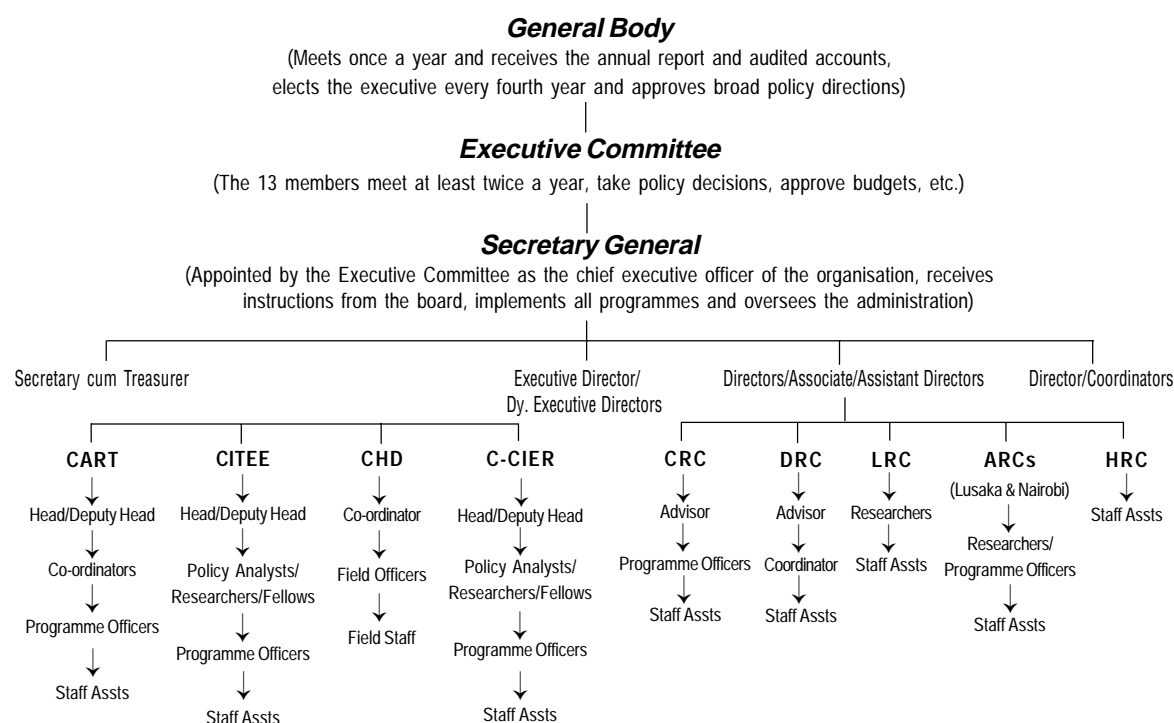 General Body
(Meets once a year and receives the annual report and audited accounts,
elects the executive every fourth year and approves broad policy directions)
Executive Committee
(The 13 members meet at least twice a year, take policy decisions, approve budgets, etc.)
Secretary General
(Appointed by the Executive Committee as the chief executive officer of the organisation, receives
instructions from the board, implements all programmes and oversees the administration)
Secretary cum Treasurer
Executive Director/
Dy. Executive Directors
Directors/Associate/Assistant Directors
Director/Coordinators
CART
Head/Deputy Head
Co-ordinators
Programme Officers
Staff Assts
CITEE
Head/Deputy Head
Policy Analysts/
Researchers/Fellows
Programme Officers
Staff Assts
CHD
Co-ordinator
Field Officers
Field Staff
C-CIER
Head/Deputy Head
Policy Analysts/
Researchers/Fellows
Programme Officers
Staff Assts
CRC
Advisor
Programme Officers
Staff Assts
DRC
Advisor
Coordinator
Staff Assts
LRC
Researchers
Staff Assts
ARCs
(Lusaka & Nairobi)
Researchers/
Programme Officers
Staff Assts
HRC
Staff Assts